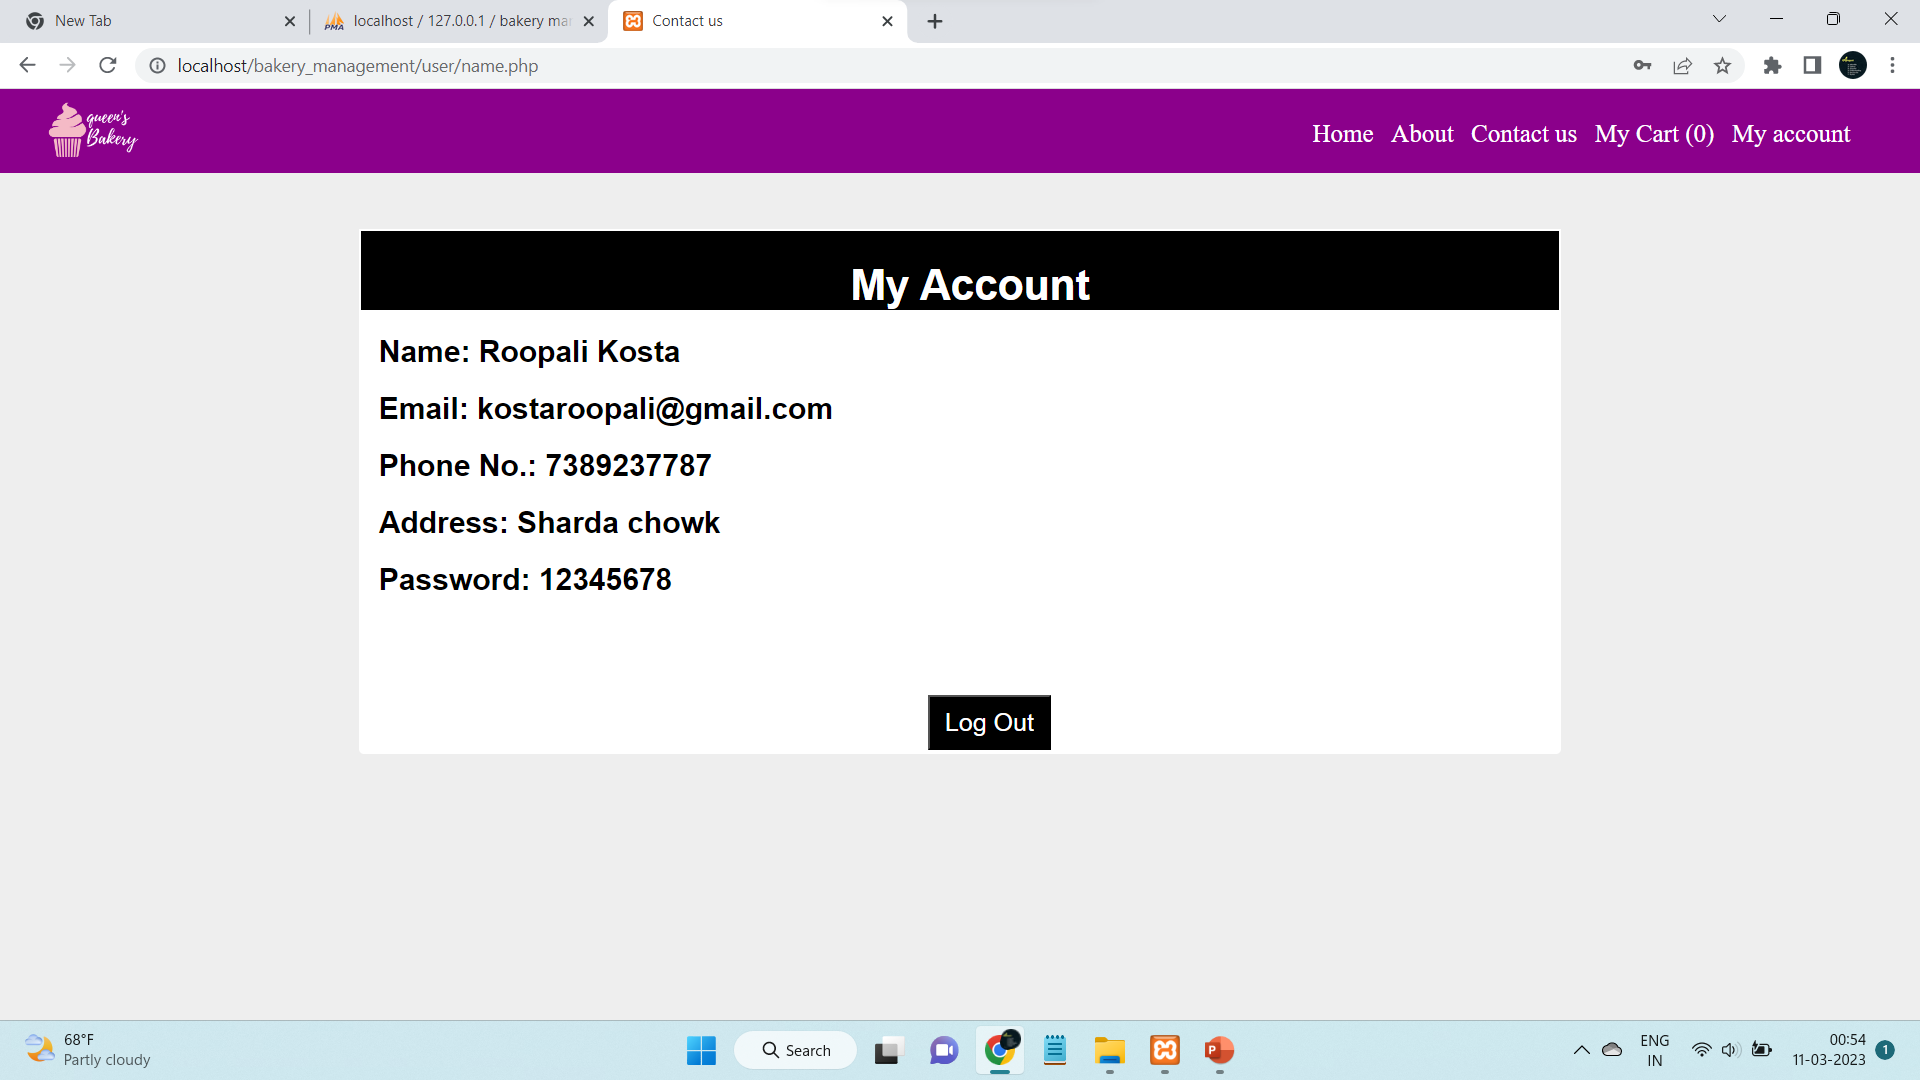 New Tab
localhost / 127.0.0.1 / bakery ma
Contact us
localhost/bakery_management/user/name.php
queen's
Bakery
Home About Contact us My Cart (0) My account
My Account
Name: Roopali Kosta
Email: kostaroopali@gmail.com
Phone No.: 7389237787
Address: Sharda chowk
Password: 12345678
Log Out
68°F
Partly cloudy
Search
ENG
IN
00:54
11-03-2023
1